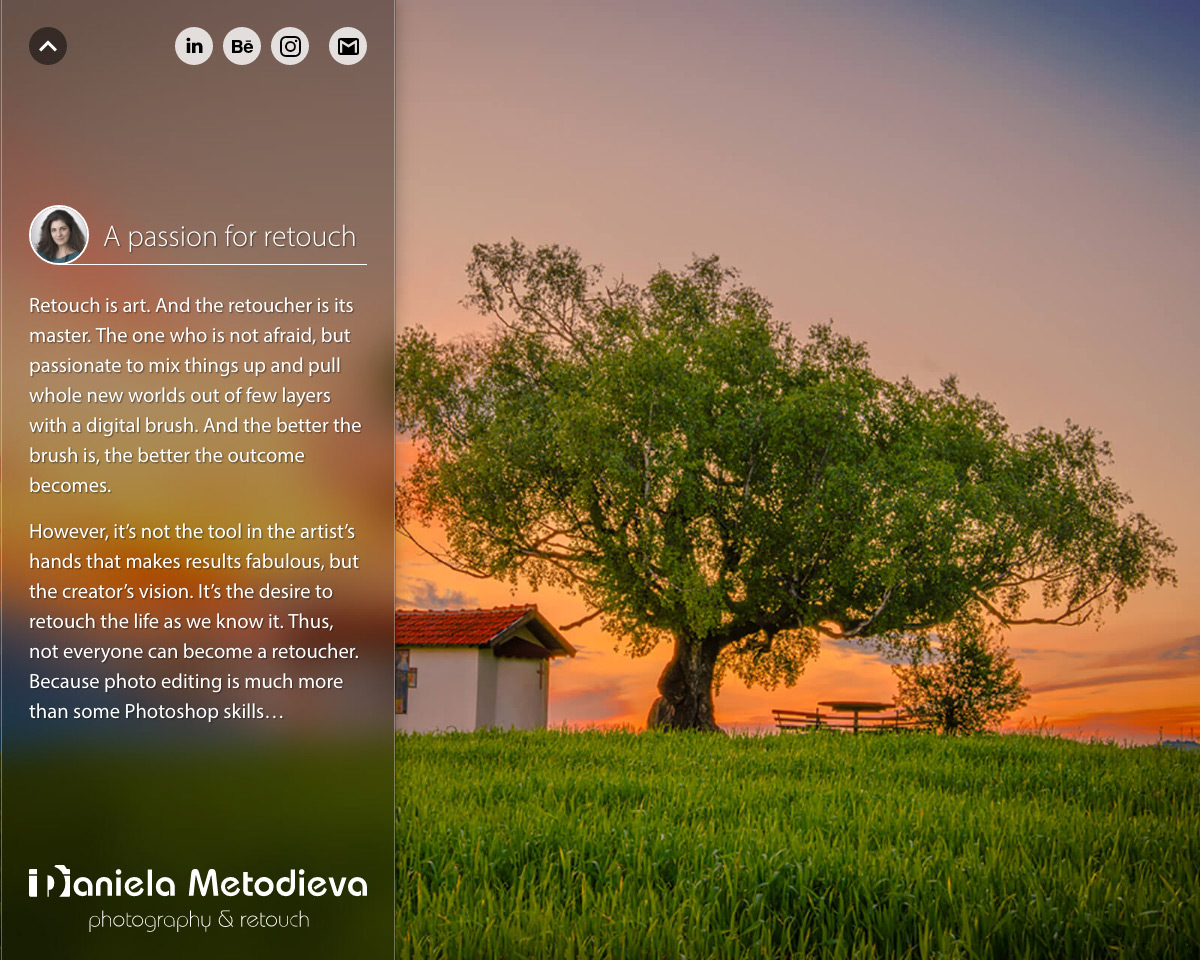 in Bē
A passion for retouch
Retouch is art. And the retoucher is its
master. The one who is not afraid, but
passionate to mix things up and pull
whole new worlds out of few layers
with a digital brush. And the better the
brush is, the better the outcome
becomes.
However, it’s not the tool in the artist’s
hands that makes results fabulous, but
the creator’s vision. It’s the desire to
retouch the life as we know it. Thus,
not everyone can become a retoucher.
Because photo editing is much more
than some Photoshop skills…
Daniela Metodieva
photography & retouch